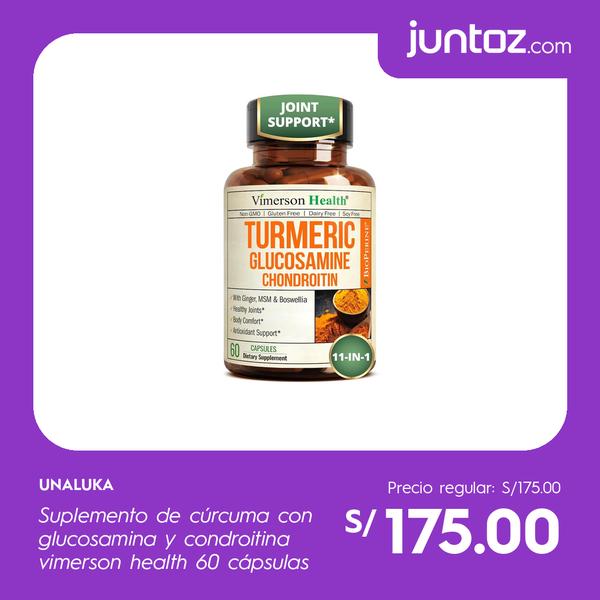 juntoz.com
JOINT
SUPPORT*
Vimerson Health®
Non GMO | Gluten Free | Dairy Free | Soy Free
TURMERIC
GLUCOSAMINE
CHONDROITIN
BIOPERINE
With Ginger, MSM & Boswellia
Healthy Joints*
Body Comfort*
Antioxidant Support*
60 CAPSULES
Dietary Supplement
11-IN-1
UNALUKA
Suplemento de cúrcuma con
glucosamina y condroitina
vimerson health 60 cápsulas
Precio regular: S/175.00
S/ 175.00